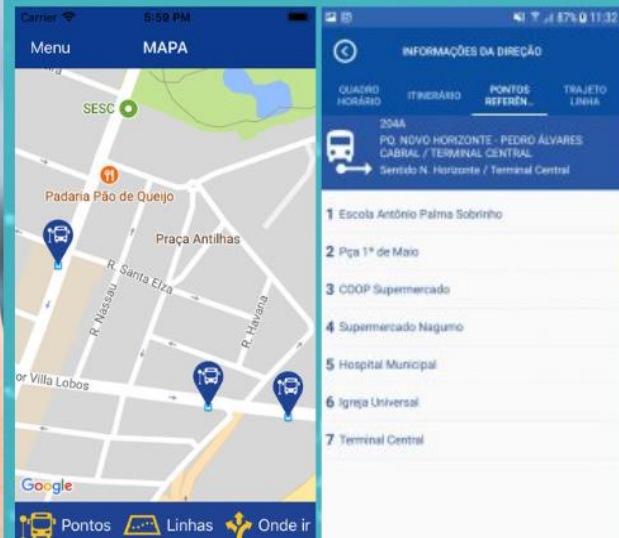 Carrier 5:59 PM
Menu MAPA
SESC
Padaria Pão de Queijo
Praça Antilhas
R. Santa Elza
R. Nassau
R. Havana
or Villa Lobos
Google
Pontos Linhas Onde ir
87% 11:32
INFORMAÇÕES DA DIREÇÃO
QUADRO HORÁRIO
ITINERÁRIO
PONTOS REFERÊN...
TRAJETO LINHA
204A
PQ. NOVO HORIZONTE - PEDRO ÁLVARES
CABRAL / TERMINAL CENTRAL
Sentido N. Horizonte / Terminal Central
1 Escola Antônio Palma Sobrinho
2 Pça 1º de Maio
3 COOP Supermercado
4 Supermercado Nagumo
5 Hospital Municipal
6 Igreja Universal
7 Terminal Central